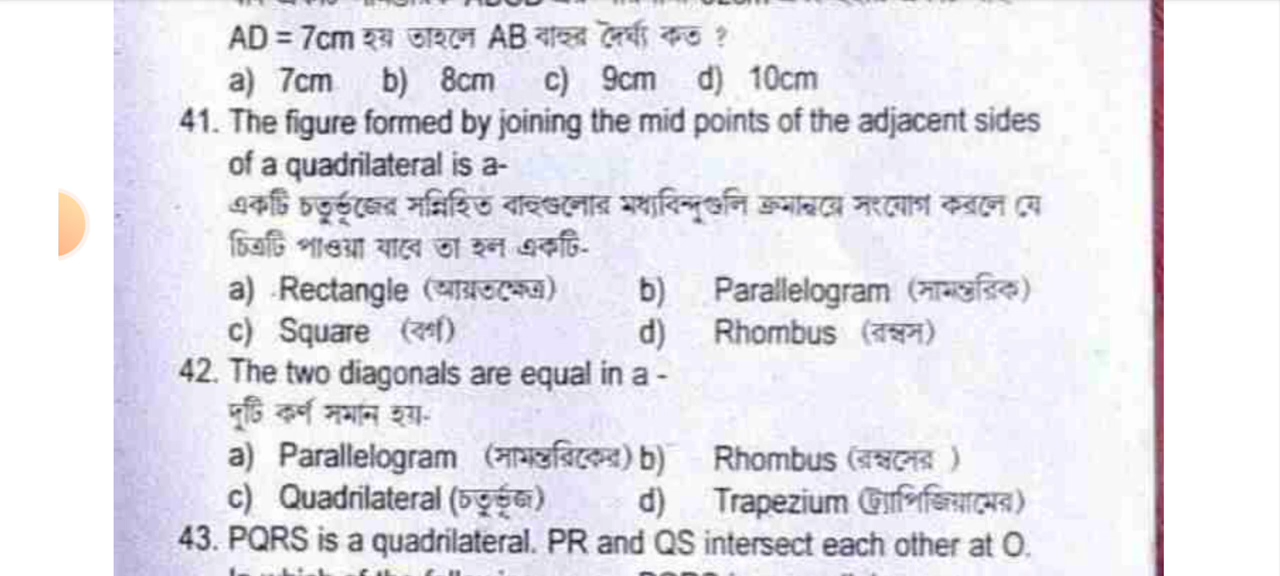 AD = 7cm হয় তাহলে AB বাহুর দৈর্ঘ্য কত ?
a) 7cm b) 8cm c) 9cm d) 10cm
41. The figure formed by joining the mid points of the adjacent sides
of a quadrilateral is a-
একটি চতুর্ভূজের সন্নিহিত বাহুগুলোর মধ্যবিন্দুগুলি ক্রমান্বয়ে সংযোগ করলে যে
চিত্রটি পাওয়া যাবে তা হল একটি-
a) Rectangle (আয়তক্ষেত্র) b) Parallelogram (সামন্তরিক)
c) Square (বর্গ) d) Rhombus (রম্বস)
42. The two diagonals are equal in a -
দুটি কর্ণ সমান হয়-
a) Parallelogram (সামন্তরিকের) b) Rhombus (রম্বসের )
c) Quadrilateral (চতুর্ভূজ) d) Trapezium (ট্রাপিজিয়ামের)
43. PQRS is a quadrilateral. PR and QS intersect each other at O.